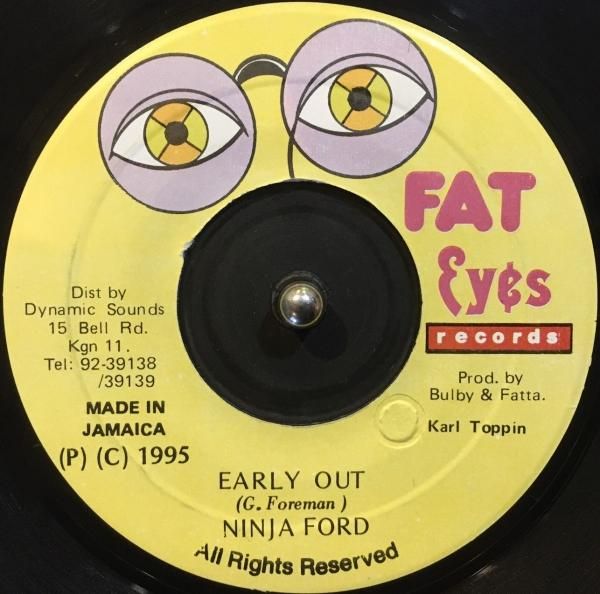 FAT
Eye$
records
Dist by
Dynamic Sounds
15 Bell Rd.
Kgn 11.
Tel: 92-39138
/39139
MADE IN
JAMAICA
(P) (C) 1995
Prod. by
Bulby & Fatta.
Karl Toppin
EARLY OUT
(G. Foreman)
NINJA FORD
All Rights Reserved